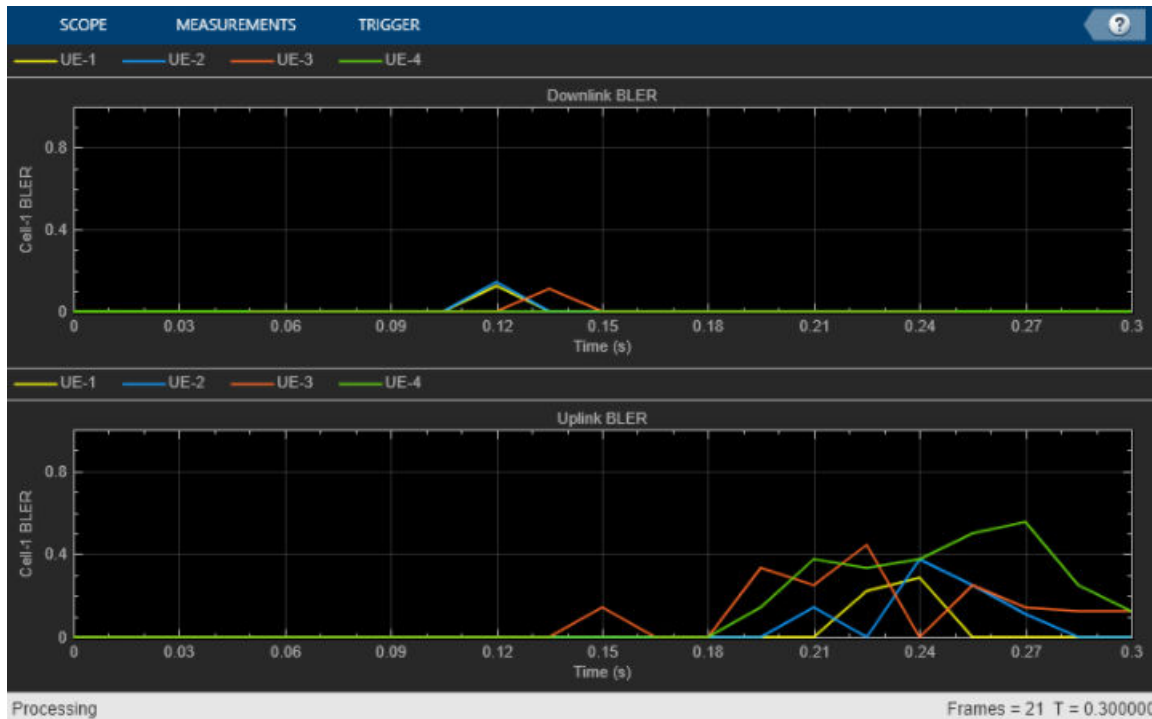 SCOPE MEASUREMENTS TRIGGER ?
UE-1 UE-2 UE-3 UE-4
Downlink BLER
Cell-1 BLER
0.8
0.4
0
0 0.03 0.06 0.09 0.12 0.15 0.18 0.21 0.24 0.27 0.3
Time (s)
UE-1 UE-2 UE-3 UE-4
Uplink BLER
Cell-1 BLER
0.8
0.4
0
0 0.03 0.06 0.09 0.12 0.15 0.18 0.21 0.24 0.27 0.3
Time (s)
Processing Frames = 21 T = 0.300000